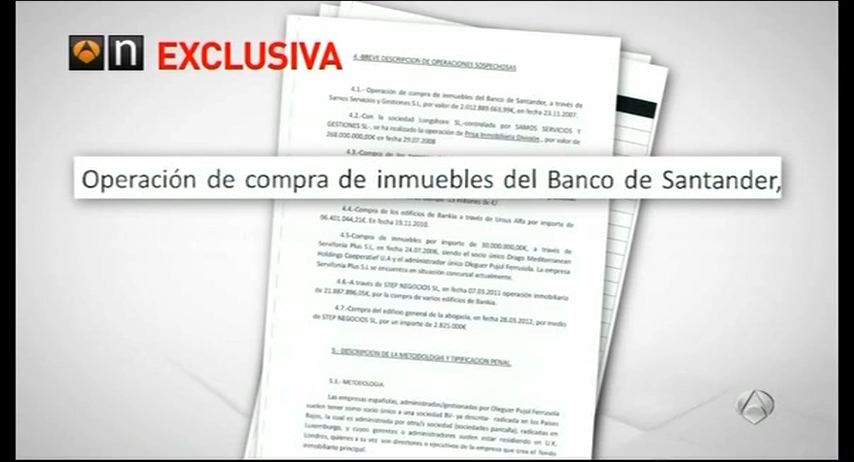 n EXCLUSIVA
4.-BREVE DESCRIPCION DE OPERACIONES SOSPECHOSAS
4.1.- Operación de compra de inmuebles del Banco de Santander, a través de
Samos Servicios y Gestiones S.L, por valor de 2.012.889.663,99€, en fecha 23.11.2007.
4.2.-Con la sociedad Longshore SL,-controlada por SAMOS SERVICIOS Y
GESTIONES SL-, se ha realizado la operación de Prisa Inmobiliaria División , por valor de
268.000.000,00€ en fecha 29.07.2008
Operación de compra de inmuebles del Banco de Santander,
4.4.-Compra de los edificios de Bankia a través de Ursus Alfa por importe de
96.401.044,21€. En fecha 19.11.2010.
4.5-Compra de inmuebles por importe de 30.000.000,00€, a través de
Servifonia Plus S.L, en fecha 24.07.2006, siendo el socio único Drago Mediterranean
Holdings Cooperatief U.A y el administrador único Oleguer Pujol Ferrusola. La empresa
Servifonia Plus S.L se encuentra en situación concursal actualmente.
4.6.-A través de STEP NEGOCIOS SL, en fecha 07.03.2011 operación inmobiliaria
de 21.887.896,05€, por la compra de varios edificios de Bankia.
4.7.-Compra del edificio general de la abogacia, en fecha 28.03.2012, por medio
de STEP NEGOCIOS SL, por un importe de 2.825.000€
5.- DESCRIPCION DE LA METODOLOGIA Y TIPIFICACION PENAL.
5.1.- METODOLOGIA.
Las empresas españolas, administradas/gestionadas por Oleguer Pujol Ferrusola
suelen tener como socio único a una sociedad BV- ya descrita- radicada en los Países
Bajos, la cual es administrada por otro/s sociedad (sociedades pantalla), radicadas en
Luxemburgo, y cuyos gerentes o administradores suelen estar residiendo en U.K,
Londres, quienes a su vez son directores o ejecutivos de la empresa que crea el fondo
inmobiliario principal.